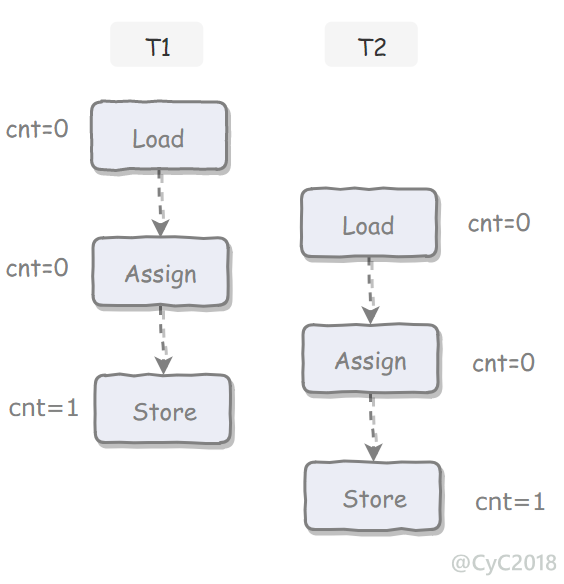 T1
T2
cnt=0
Load
Load
cnt=0
cnt=0
Assign
Assign
cnt=0
cnt=1
Store
Store
cnt=1
@CyC2018